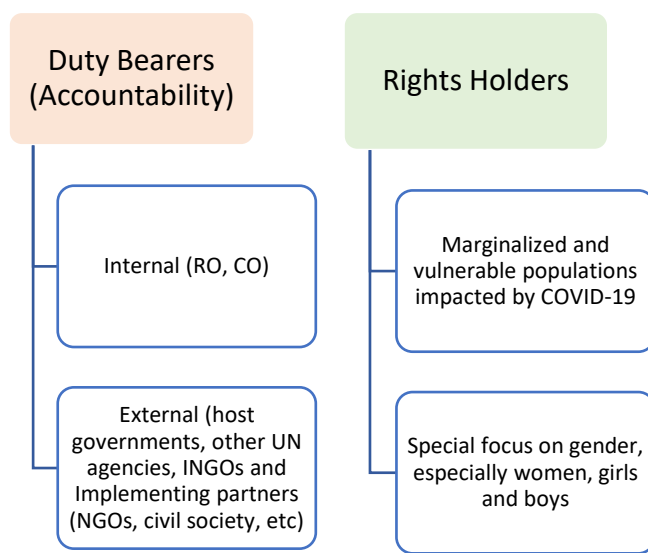 Duty Bearers
(Accountability)
Internal (RO, CO)
External (host
governments, other UN
agencies, INGOs and
Implementing partners
(NGOs, civil society, etc)
Rights Holders
Marginalized and
vulnerable populations
impacted by COVID-19
Special focus on gender,
especially women, girls
and boys